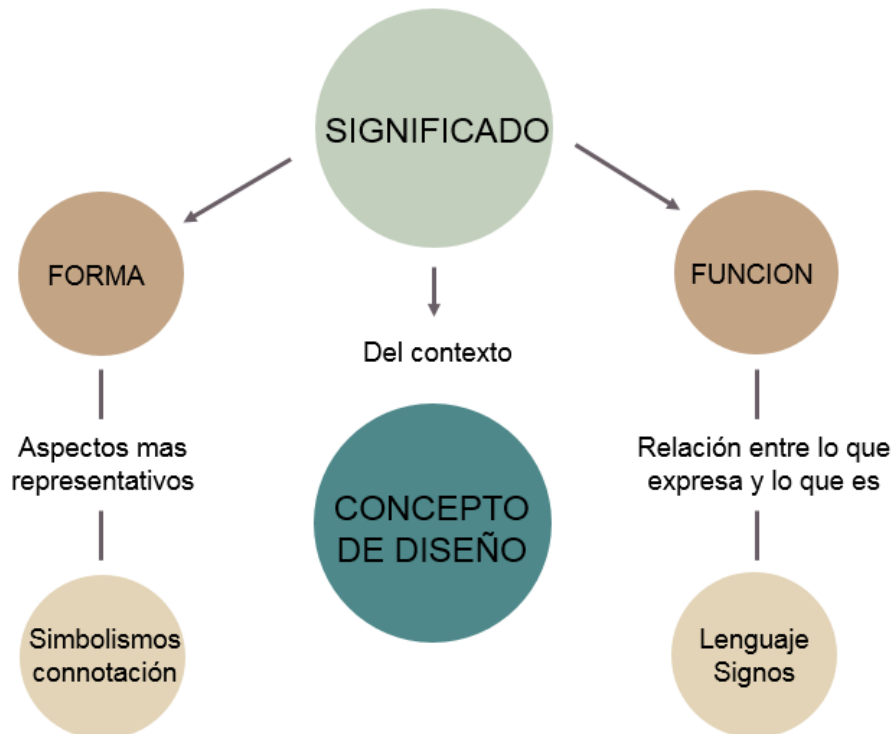 SIGNIFICADO
FORMA
FUNCION
Del contexto
Aspectos mas
representativos
Relación entre lo que
expresa y lo que es
CONCEPTO
DE DISEÑO
Simbolismos
connotación
Lenguaje
Signos